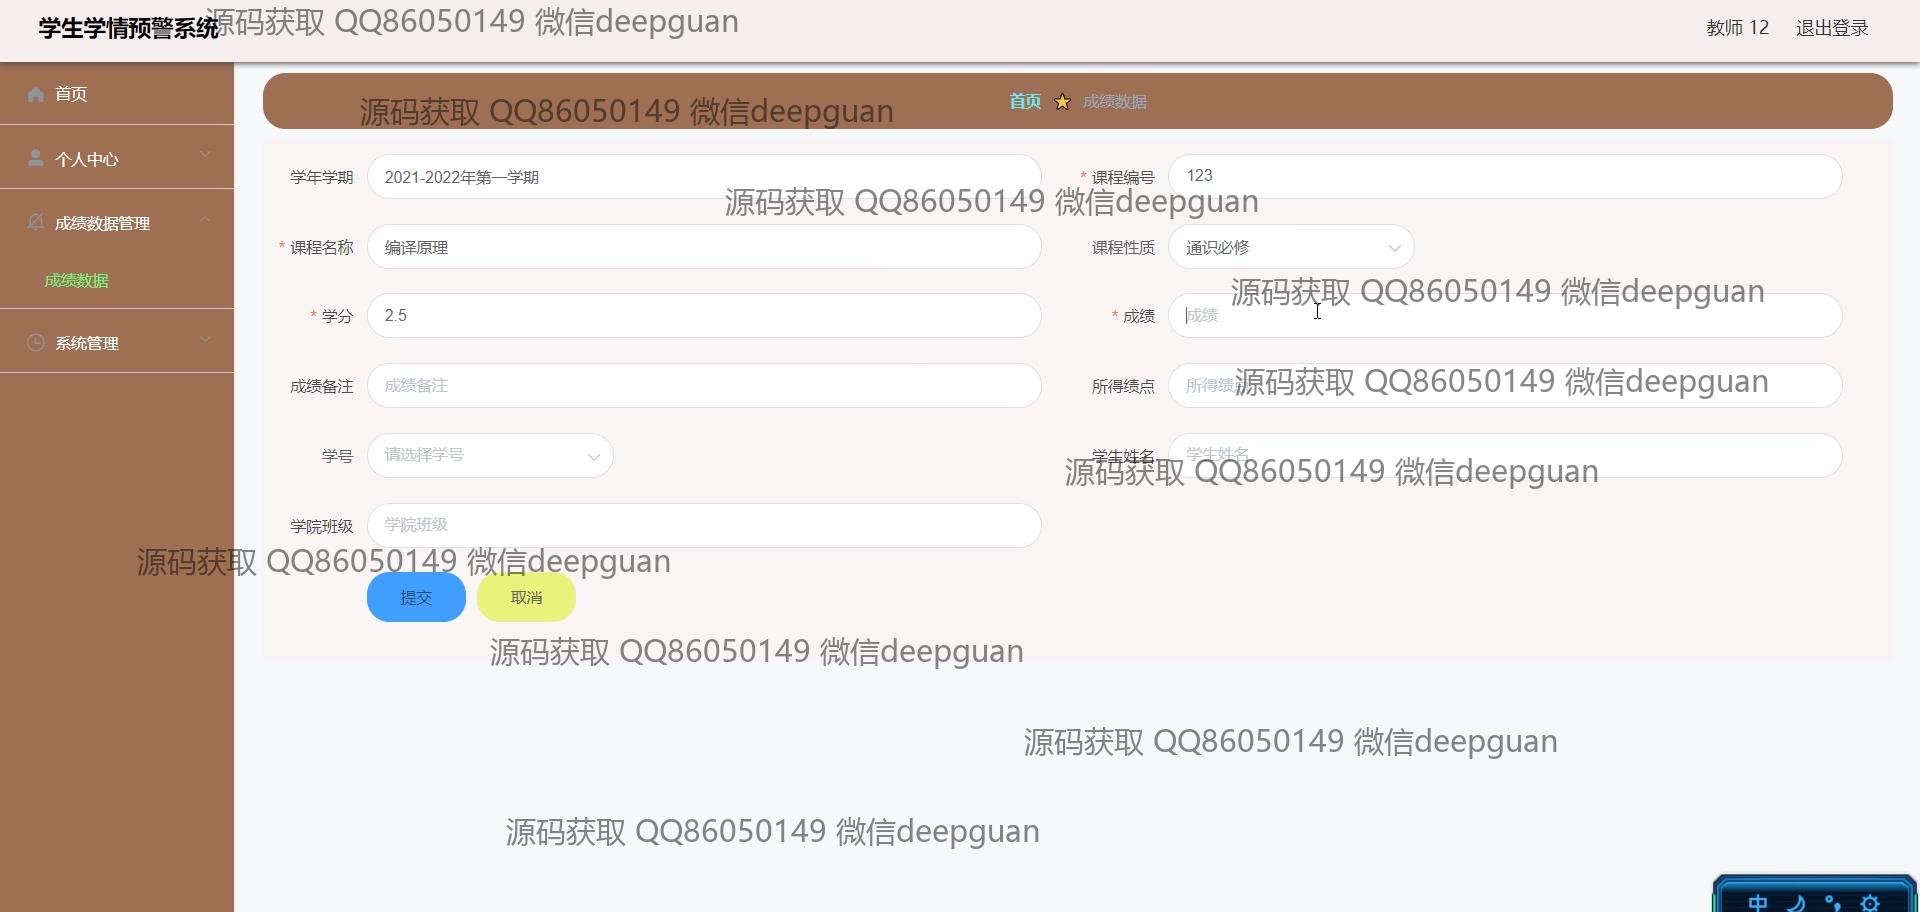 学生学情预警系统
源码获取 QQ86050149 微信deepguan
教师 12
退出登录
首页
个人中心
成绩数据管理
成绩数据
系统管理
源码获取 QQ86050149 微信deepguan
首页 成绩数据
学年学期 2021-2022年第一学期
* 课程编号 123
源码获取 QQ86050149 微信deepguan
* 课程名称 编译原理
课程性质 通识必修
源码获取 QQ86050149 微信deepguan
* 学分 2.5
* 成绩 成绩
成绩备注 成绩备注
所得绩点 所得绩点
源码获取 QQ86050149 微信deepguan
学号 请选择学号
学生姓名 学生姓名
源码获取 QQ86050149 微信deepguan
学院班级 学院班级
源码获取 QQ86050149 微信deepguan
提交 取消
源码获取 QQ86050149 微信deepguan
源码获取 QQ86050149 微信deepguan
源码获取 QQ86050149 微信deepguan
中